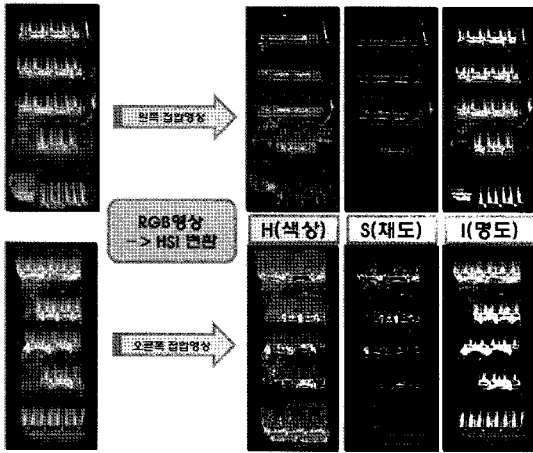 왼쪽 접합영상
RGB영상
-> HSI 변환
H(색상)
S(채도)
I(명도)
오른쪽 접합영상